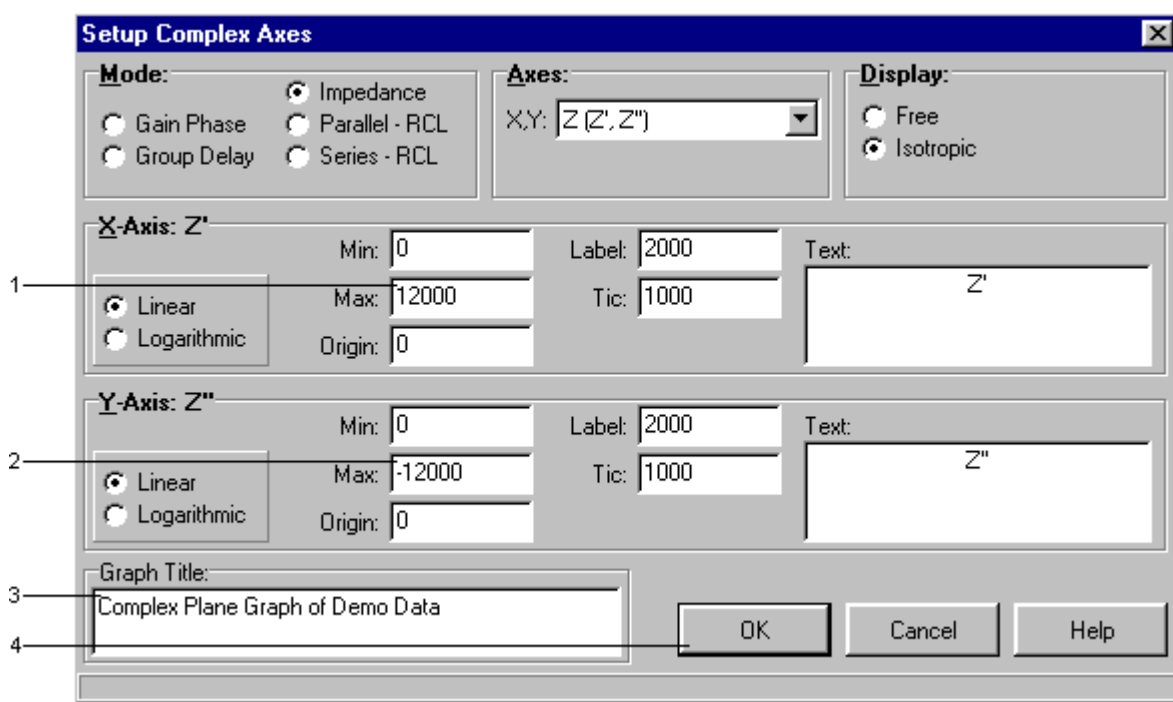 Setup Complex Axes
Mode:
Impedance
Gain Phase
Parallel - RCL
Group Delay
Series - RCL
Axes:
X,Y: Z (Z', Z'')
Display:
Free
Isotropic
X-Axis: Z'
Linear
Logarithmic
Min: 0
1 Max: 12000
Origin: 0
Label: 2000
Tic: 1000
Text:
Z'
Y-Axis: Z''
Linear
Logarithmic
Min: 0
2 Max: -12000
Origin: 0
Label: 2000
Tic: 1000
Text:
Z''
Graph Title:
3 Complex Plane Graph of Demo Data
4 OK Cancel Help